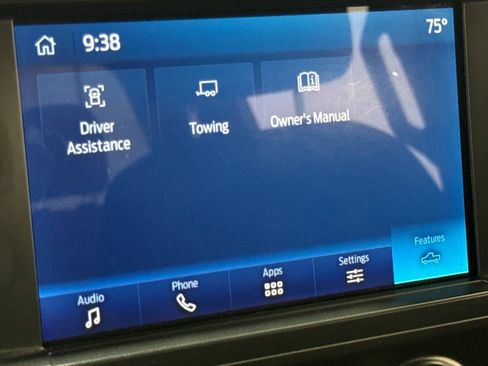 9:38
75°
Driver
Assistance
Towing
Owner's Manual
Audio
Phone
Apps
Settings
Features